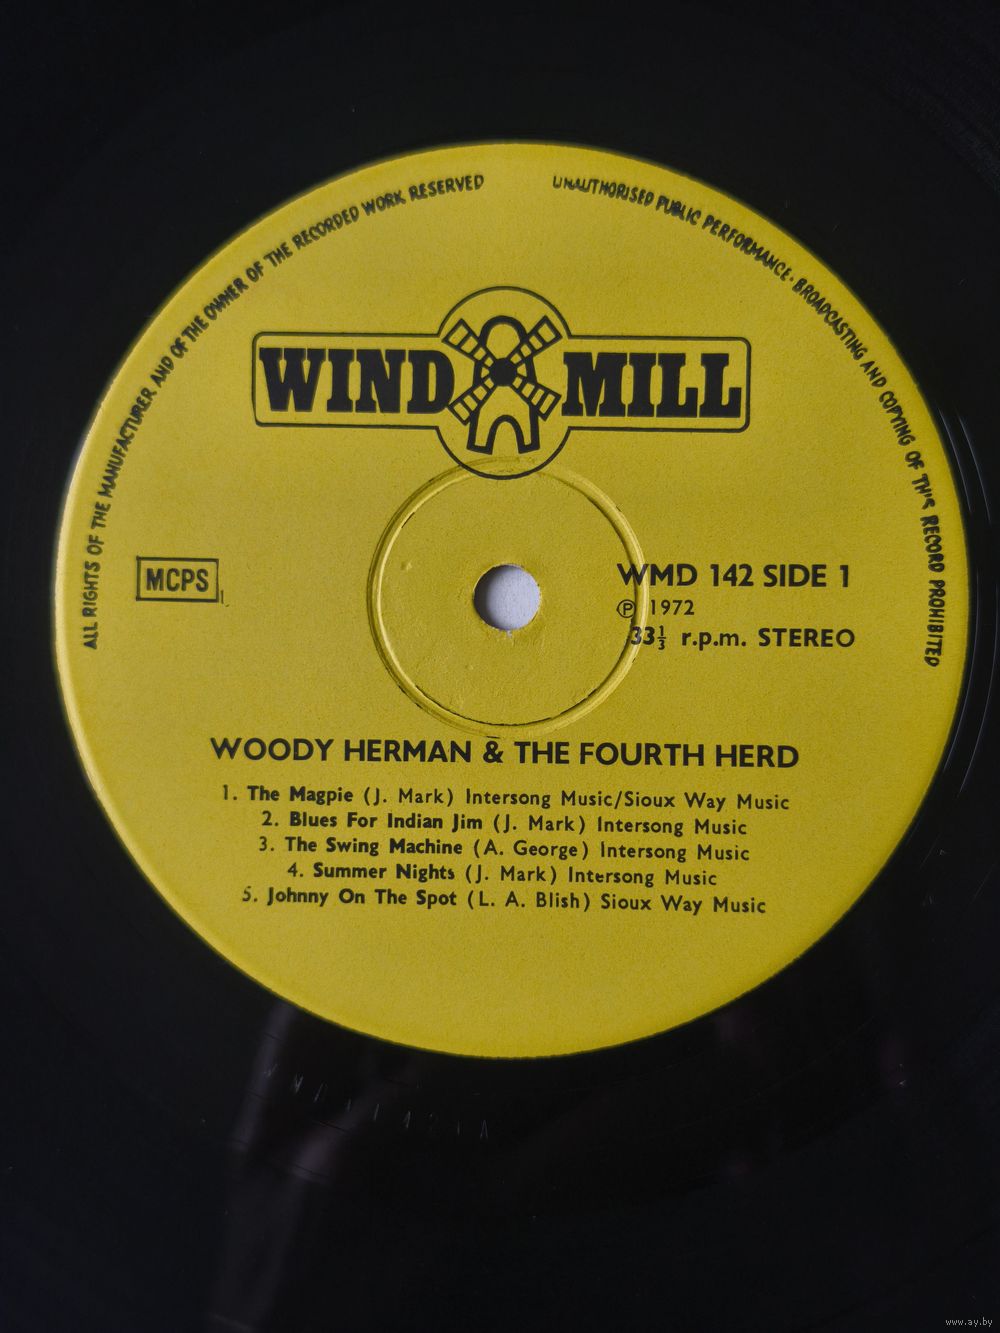 ALL RIGHTS OF THE MANUFACTURER AND OF THE OWNER OF THE RECORDED WORK RESERVED
UNAUTHORISED PUBLIC PERFORMANCE · BROADCASTING AND COPYING OF THIS RECORD PROHIBITED
WINDMILL
MCPS
WMD 142 SIDE 1
Ⓟ 1972
33⅓ r.p.m. STEREO
WOODY HERMAN & THE FOURTH HERD
1. The Magpie (J. Mark) Intersong Music/Sioux Way Music
2. Blues For Indian Jim (J. Mark) Intersong Music
3. The Swing Machine (A. George) Intersong Music
4. Summer Nights (J. Mark) Intersong Music
5. Johnny On The Spot (L. A. Blish) Sioux Way Music
www.ay.by